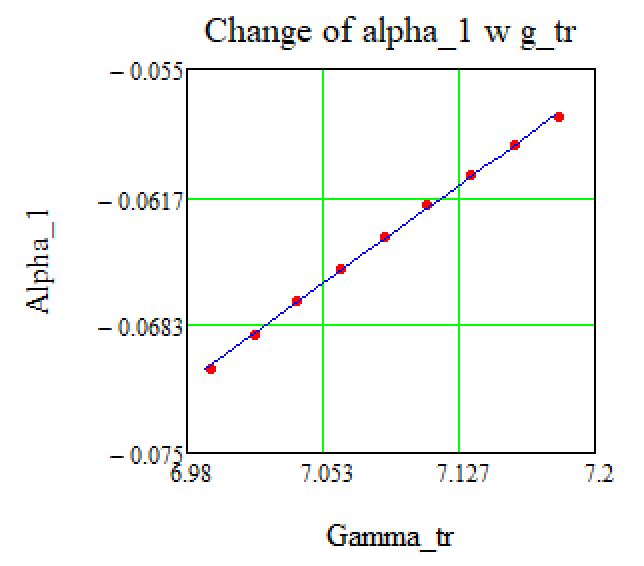 Change of alpha_1 w g_tr
− 0.055
− 0.0617
− 0.0683
− 0.075
Alpha_1
6.98 7.053 7.127 7.2
Gamma_tr